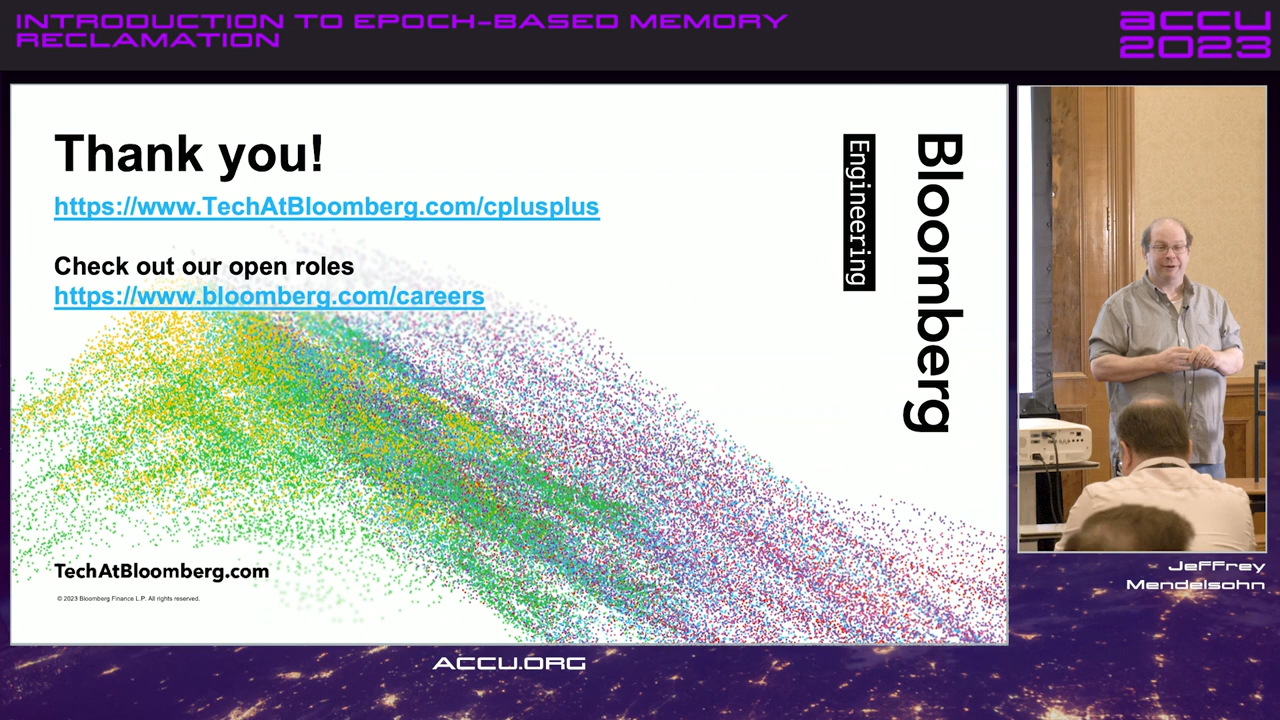 INTRODUCTION TO EPOCH-BASED MEMORY
RECLAMATION
ACCU
2023
Thank you!
https://www.TechAtBloomberg.com/cplusplus
Check out our open roles
https://www.bloomberg.com/careers
Engineering
Bloomberg
TechAtBloomberg.com
© 2023 Bloomberg Finance L.P. All rights reserved.
Jeffrey
Mendelsohn
ACCU.ORG